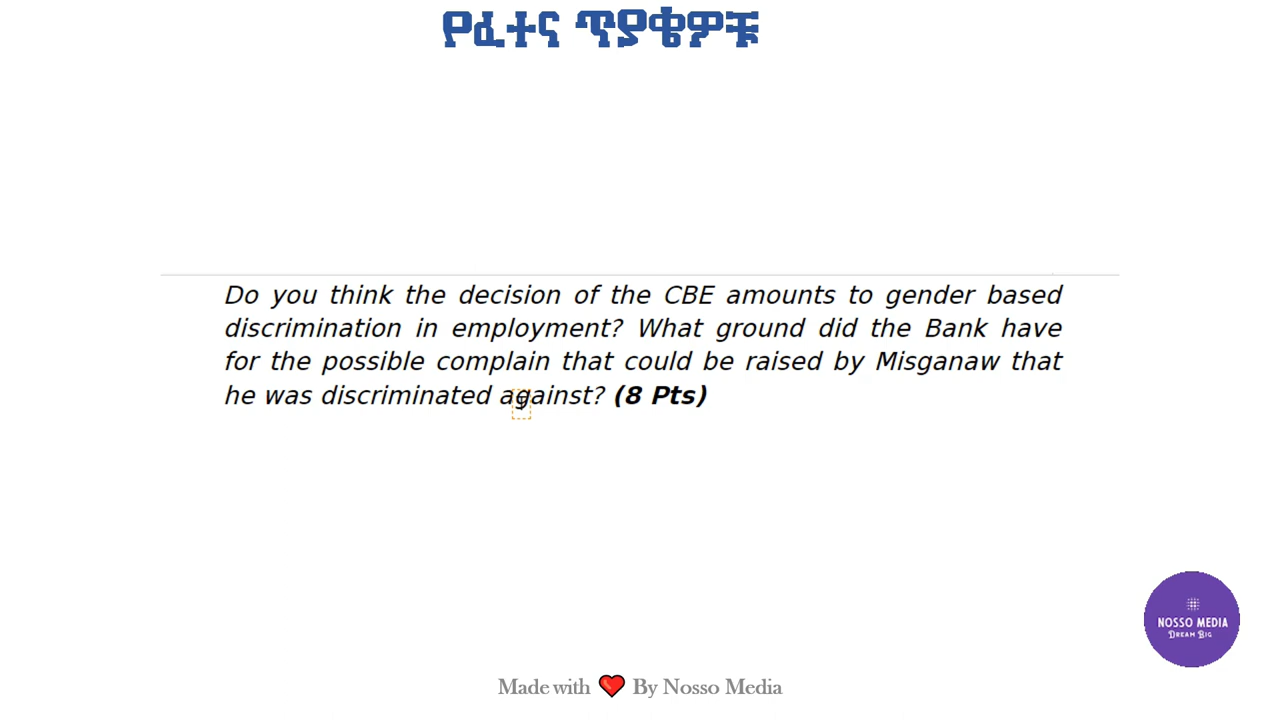 የፈተና ጥያቄዎቹ
Do you think the decision of the CBE amounts to gender based
discrimination in employment? What ground did the Bank have
for the possible complain that could be raised by Misganaw that
he was discriminated against? (8 Pts)
NOSSO MEDIA
DREAM BIG
Made with ❤ By Nosso Media